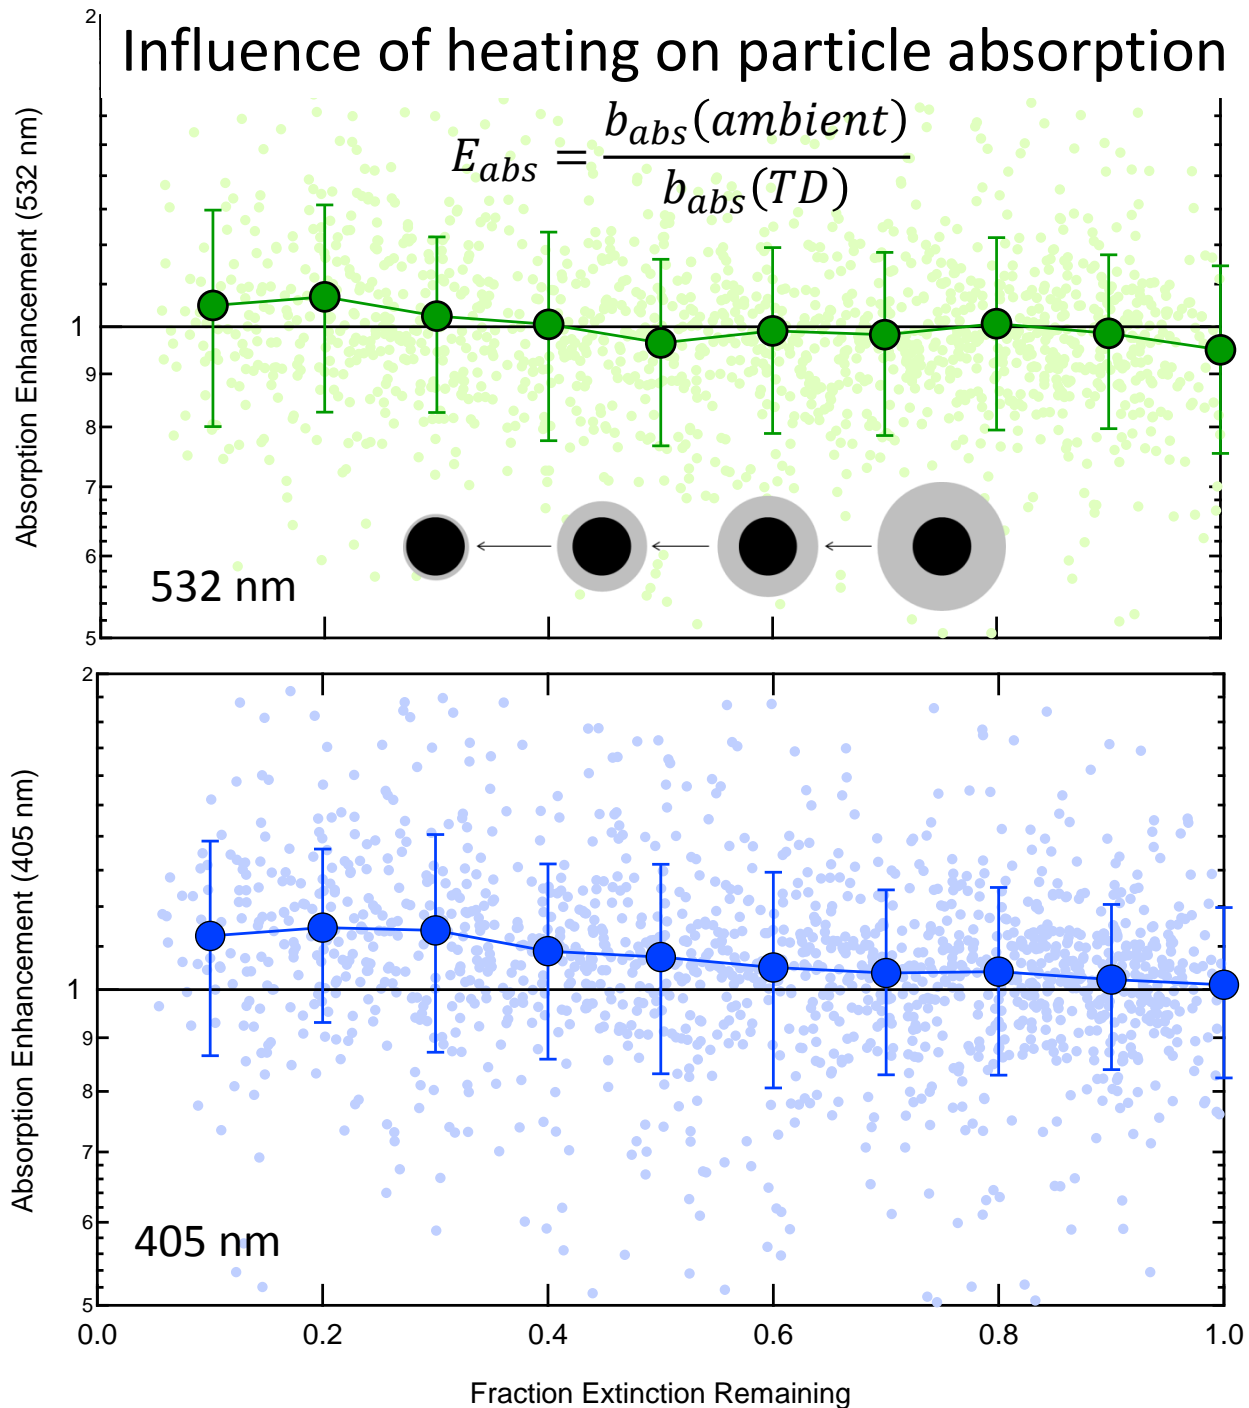 2
Influence of heating on particle absorption
E_abs = b_abs(ambient) / b_abs(TD)
Absorption Enhancement (532 nm)
1
9
8
7
6
5
532 nm
2
Absorption Enhancement (405 nm)
1
9
8
7
6
5
405 nm
0.0 0.2 0.4 0.6 0.8 1.0
Fraction Extinction Remaining